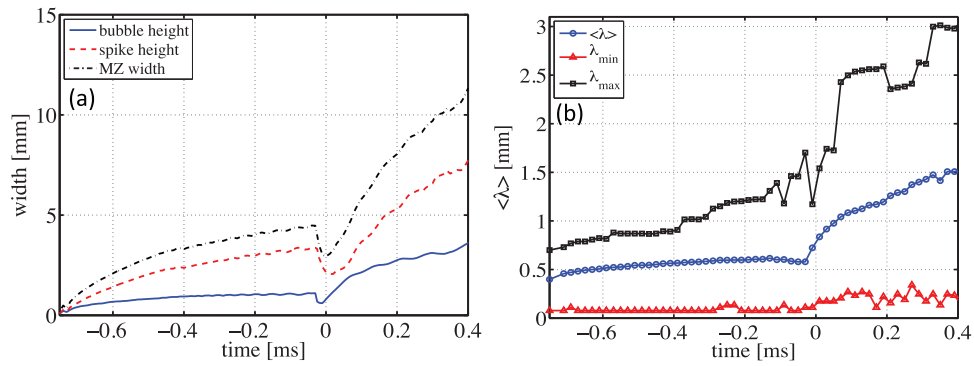 15
bubble height
spike height
MZ width
(a)
10
5
0
width [mm]
−0.6
−0.4
−0.2
0
0.2
0.4
time [ms]
3
<λ>
λmin
λmax
(b)
2.5
2
1.5
1
0.5
0
<λ> [mm]
−0.6
−0.4
−0.2
0
0.2
0.4
time [ms]